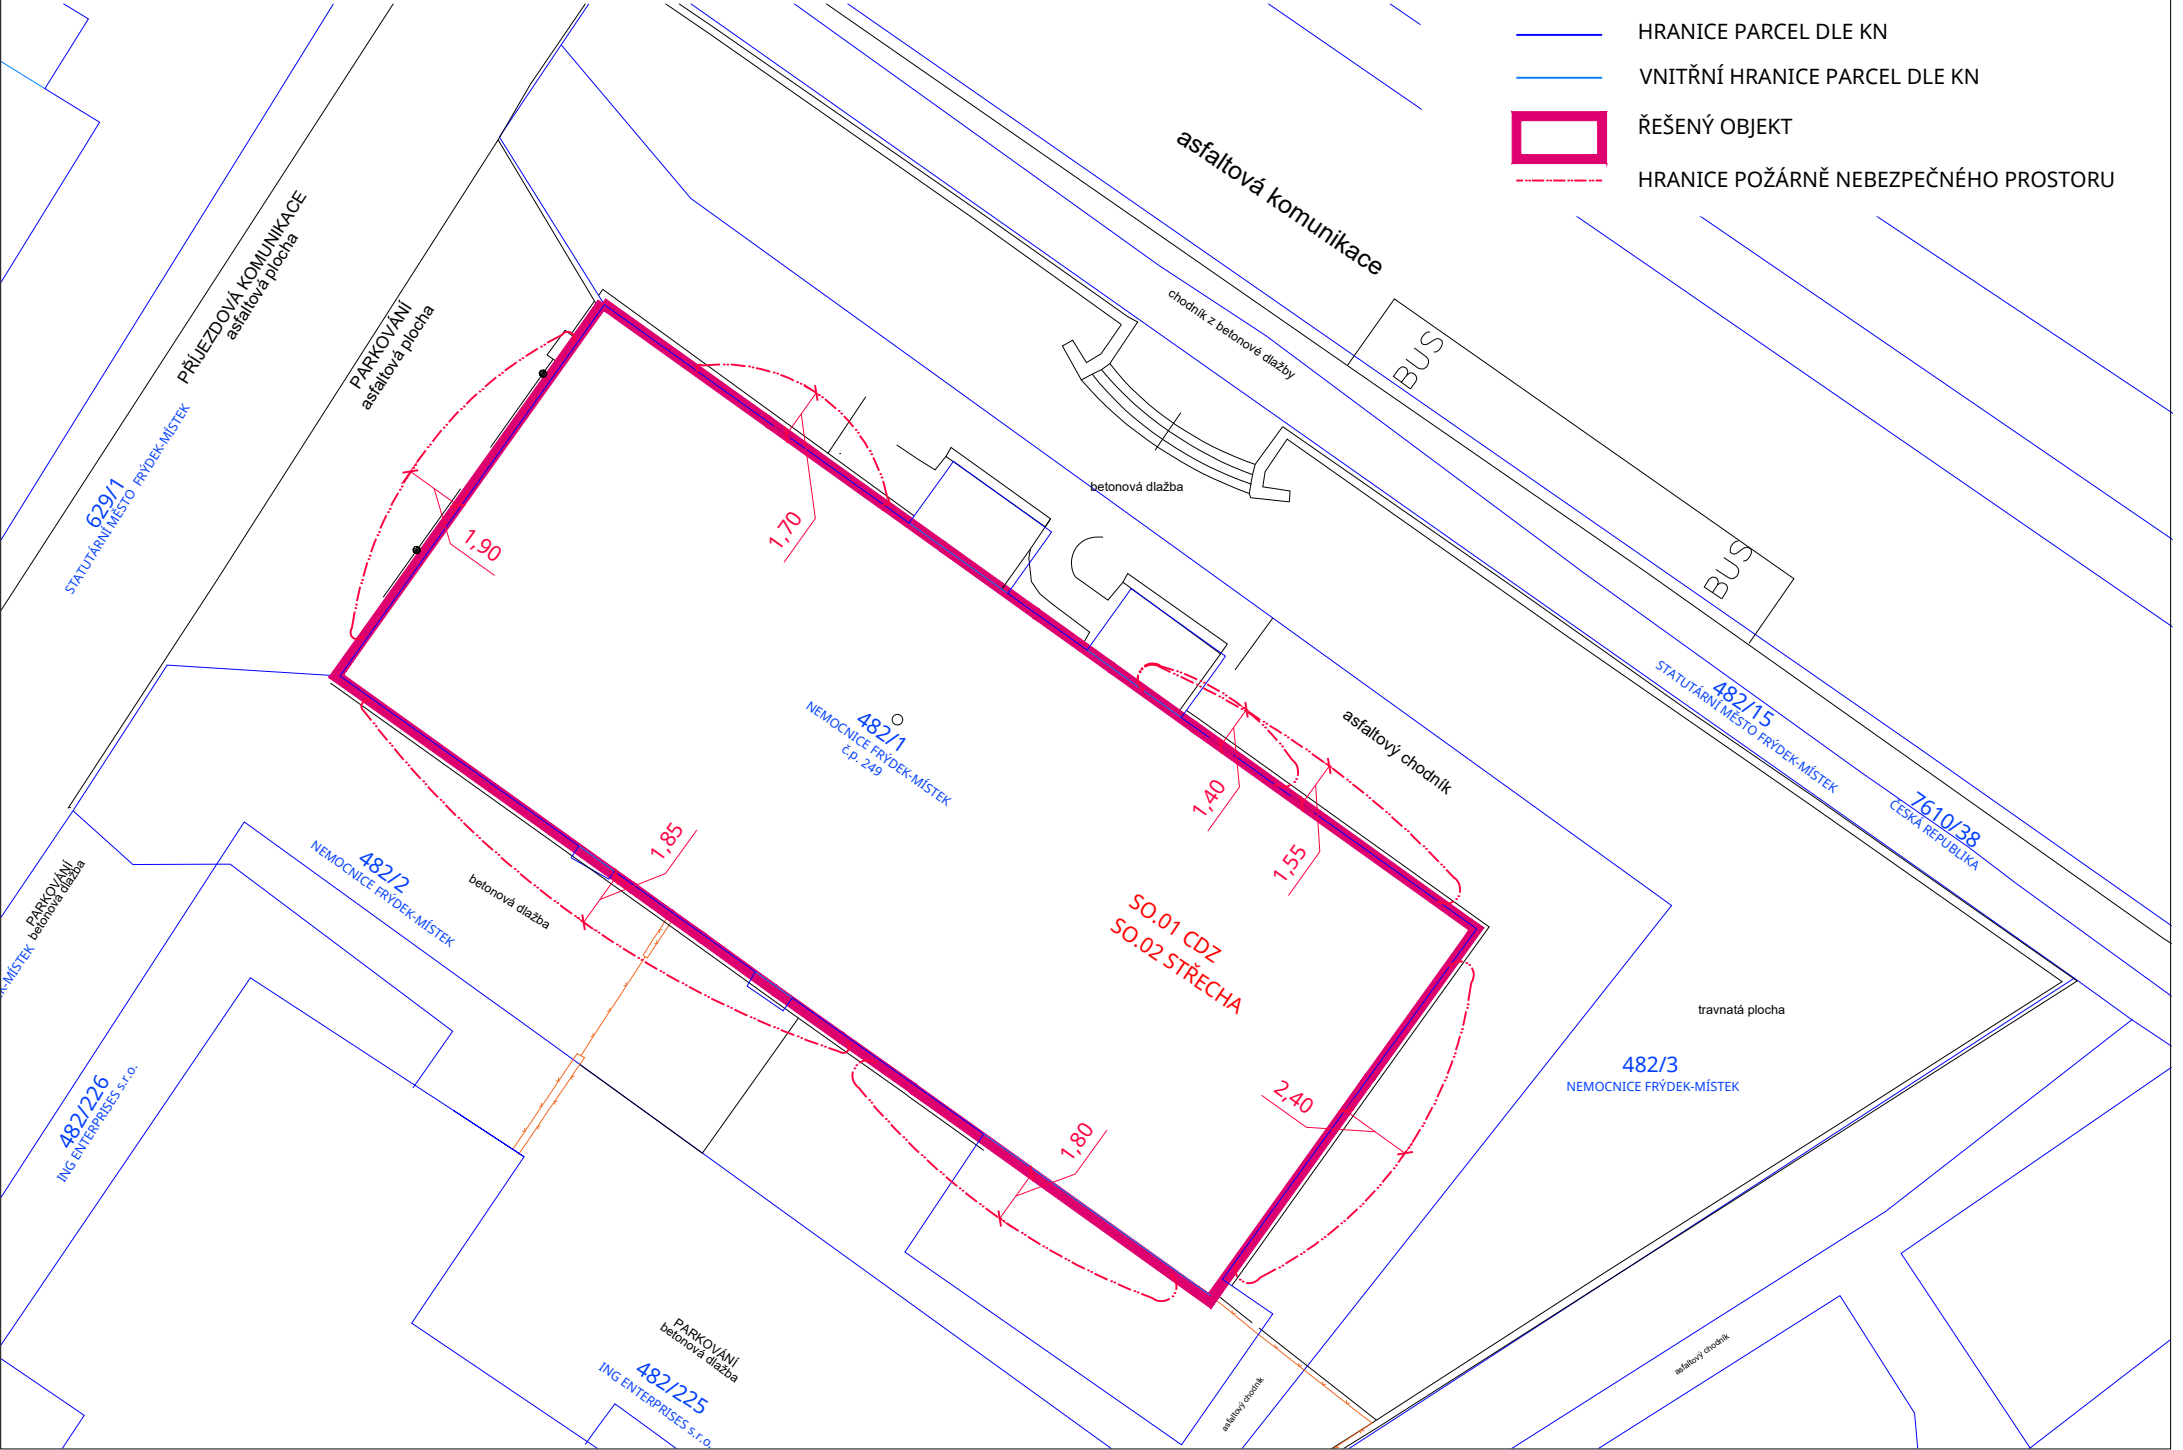 HRANICE PARCEL DLE KN
VNITŘNÍ HRANICE PARCEL DLE KN
ŘEŠENÝ OBJEKT
HRANICE POŽÁRNĚ NEBEZPEČNÉHO PROSTORU
asfaltová komunikace
chodník z betonové dlažby
BUS
BUS
PŘÍJEZDOVÁ KOMUNIKACE
asfaltová plocha
PARKOVÁNÍ
asfaltová plocha
629/1
STATUTÁRNÍ MĚSTO FRÝDEK-MÍSTEK
1,90
1,70
betonová dlažba
482/1
NEMOCNICE FRÝDEK-MÍSTEK
č.p. 249
asfaltový chodník
1,40
1,55
482/15
STATUTÁRNÍ MĚSTO FRÝDEK-MÍSTEK
7610/38
ČESKÁ REPUBLIKA
1,85
482/2
NEMOCNICE FRÝDEK-MÍSTEK
betonová dlažba
PARKOVÁNÍ
betonová dlažba
K-MÍSTEK
SO.01 CDZ
SO.02 STŘECHA
travnatá plocha
482/3
NEMOCNICE FRÝDEK-MÍSTEK
2,40
1,80
482/226
ING ENTERPRISES s.r.o.
PARKOVÁNÍ
betonová dlažba
482/225
ING ENTERPRISES s.r.o.
asfaltový chodník
asfaltový chodník